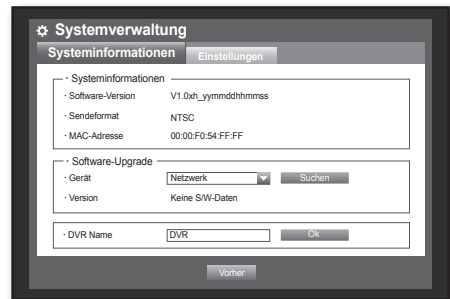 Systemverwaltung
Systeminformationen Einstellungen
· Systeminformationen
· Software-Version V1.0xh_yymmddhhmmss
· Sendeformat NTSC
· MAC-Adresse 00:00:F0:54:FF:FF
· Software-Upgrade
· Gerät Netzwerk Suchen
· Version Keine S/W-Daten
· DVR Name DVR Ok
Vorher